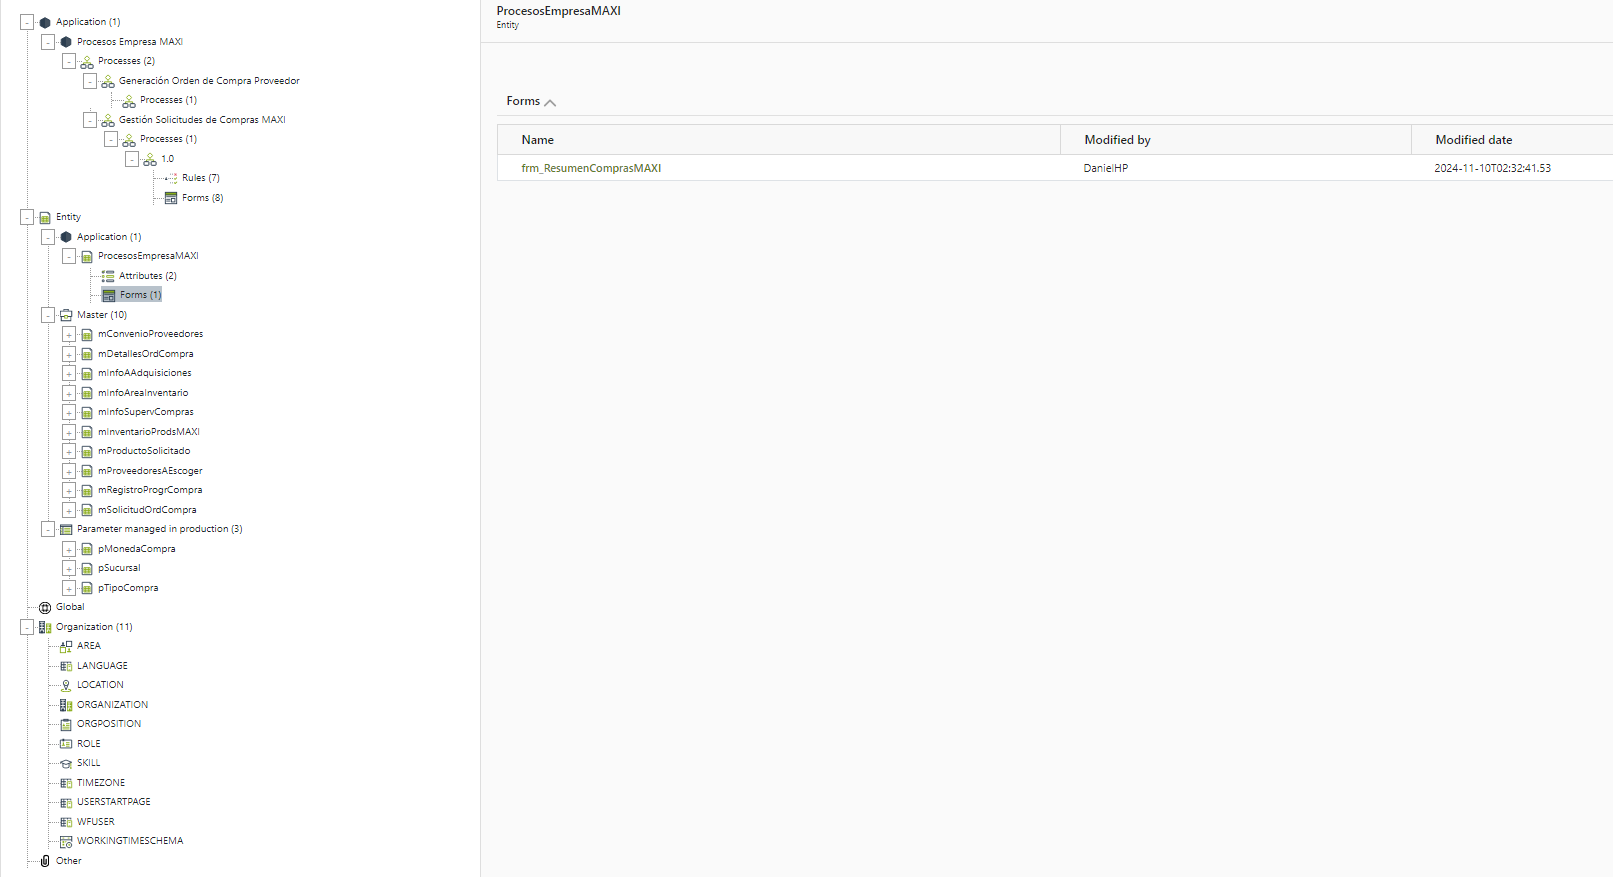 Application (1)
Procesos Empresa MAXI
Processes (2)
Generación Orden de Compra Proveedor
Processes (1)
Gestión Solicitudes de Compras MAXI
Processes (1)
1.0
Rules (7)
Forms (8)
Entity
Application (1)
ProcesosEmpresaMAXI
Attributes (2)
Forms (1)
Master (10)
mConvenioProveedores
mDetallesOrdCompra
mInfoAAdquisiciones
mInfoAreaInventario
mInfoSupervCompras
mInventarioProdsMAXI
mProductoSolicitado
mProveedoresAEscoger
mRegistroProgrCompra
mSolicitudOrdCompra
Parameter managed in production (3)
pMonedaCompra
pSucursal
pTipoCompra
Global
Organization (11)
AREA
LANGUAGE
LOCATION
ORGANIZATION
ORGPOSITION
ROLE
SKILL
TIMEZONE
USERSTARTPAGE
WFUSER
WORKINGTIMESCHEMA
Other
ProcesosEmpresaMAXI
Entity
Forms
Name Modified by Modified date
frm_ResumenComprasMAXI DanielHP 2024-11-10T02:32:41.53